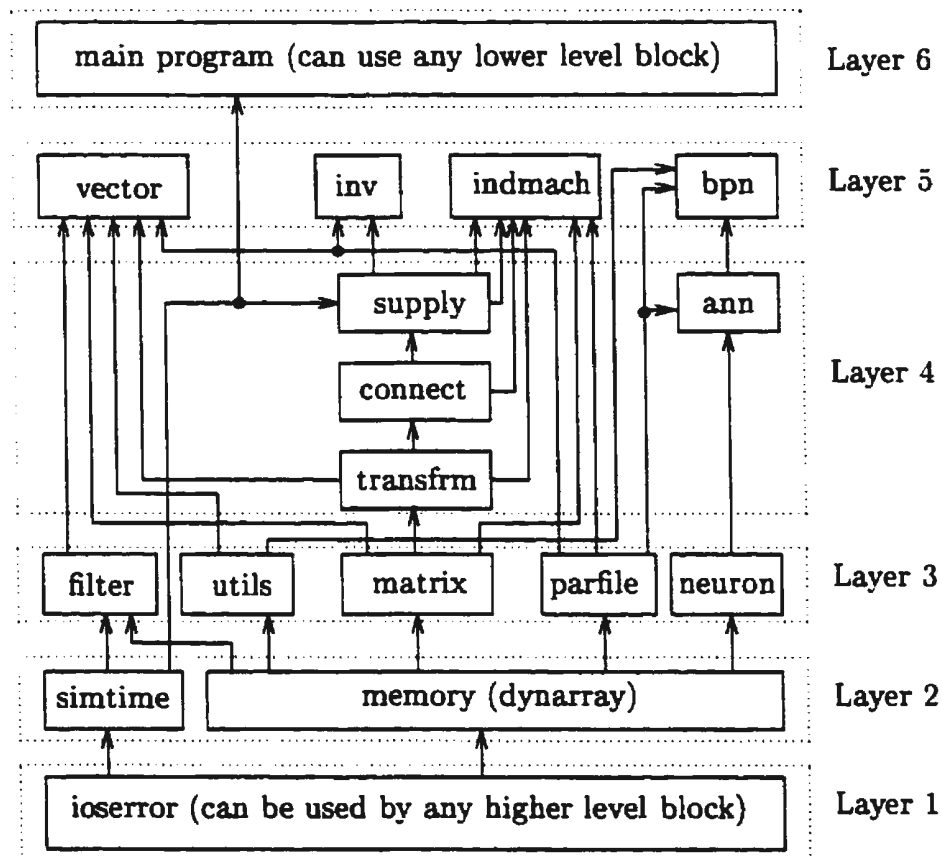 main program (can use any lower level block)
Layer 6
vector
inv
indmach
bpn
Layer 5
supply
ann
connect
Layer 4
transfrm
filter
utils
matrix
parfile
neuron
Layer 3
simtime
memory (dynarray)
Layer 2
ioserror (can be used by any higher level block)
Layer 1